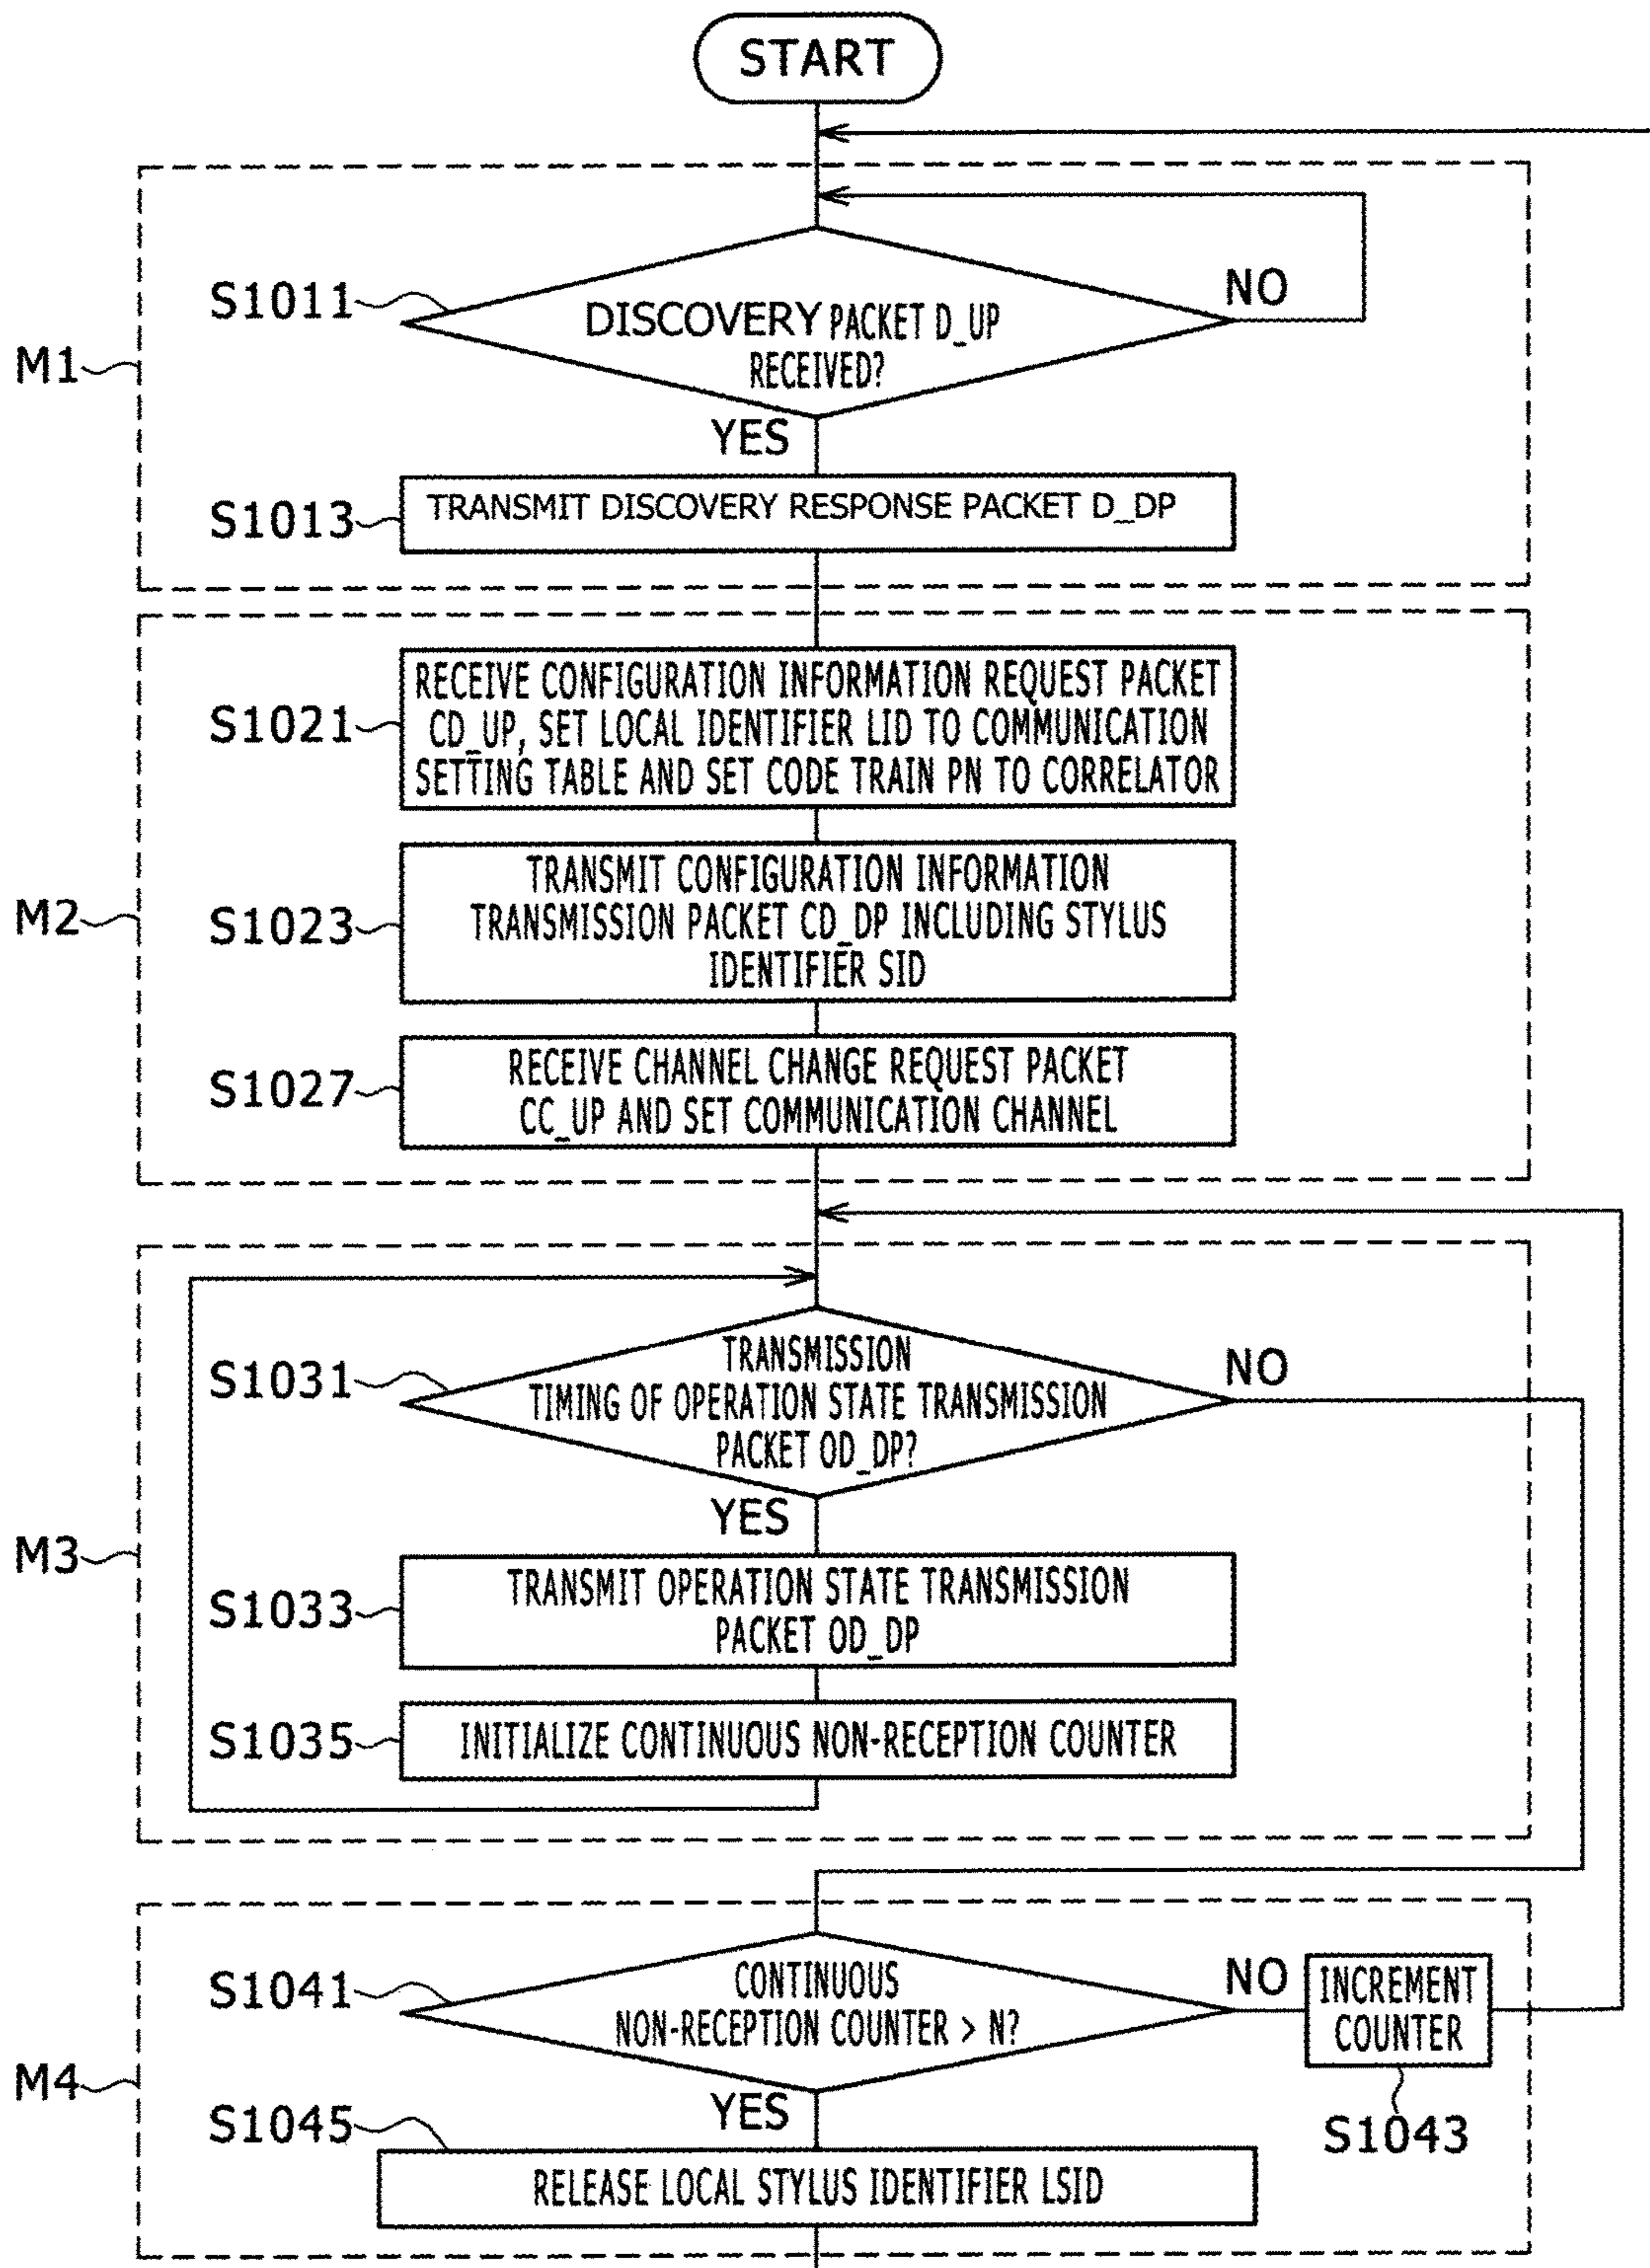 START
S1011
NO
DISCOVERY PACKET D_UP
RECEIVED?
M1
YES
S1013
TRANSMIT DISCOVERY RESPONSE PACKET D_DP
S1021
RECEIVE CONFIGURATION INFORMATION REQUEST PACKET
CD_UP, SET LOCAL IDENTIFIER LID TO COMMUNICATION
SETTING TABLE AND SET CODE TRAIN PN TO CORRELATOR
M2
S1023
TRANSMIT CONFIGURATION INFORMATION
TRANSMISSION PACKET CD_DP INCLUDING STYLUS
IDENTIFIER SID
S1027
RECEIVE CHANNEL CHANGE REQUEST PACKET
CC_UP AND SET COMMUNICATION CHANNEL
S1031
TRANSMISSION
TIMING OF OPERATION STATE TRANSMISSION
PACKET OD_DP?
NO
YES
M3
S1033
TRANSMIT OPERATION STATE TRANSMISSION
PACKET OD_DP
S1035
INITIALIZE CONTINUOUS NON-RECEPTION COUNTER
S1041
CONTINUOUS
NON-RECEPTION COUNTER > N?
NO
INCREMENT
COUNTER
S1043
M4
YES
S1045
RELEASE LOCAL STYLUS IDENTIFIER LSID